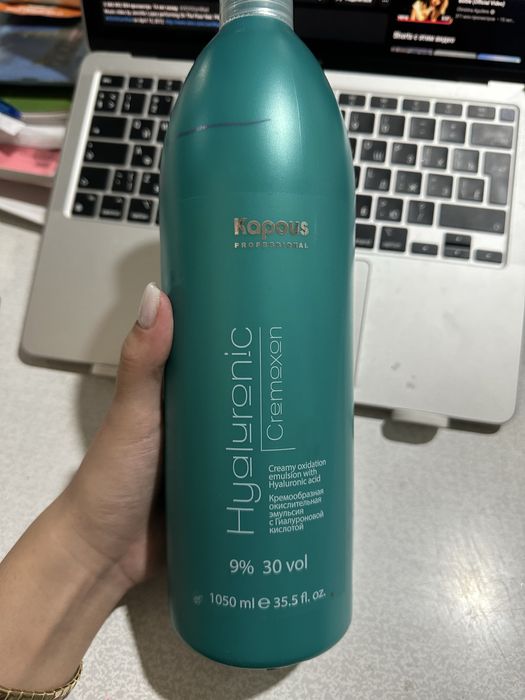 Kapous
PROFESSIONAL
Hyaluronic
Cremoxon
Creamy oxidation
emulsion with
Hyaluronic acid
Кремообразная
окислительная
эмульсия
с Гиалуроновой
кислотой
9% 30 vol
1050 ml ℮ 35.5 fl. oz.